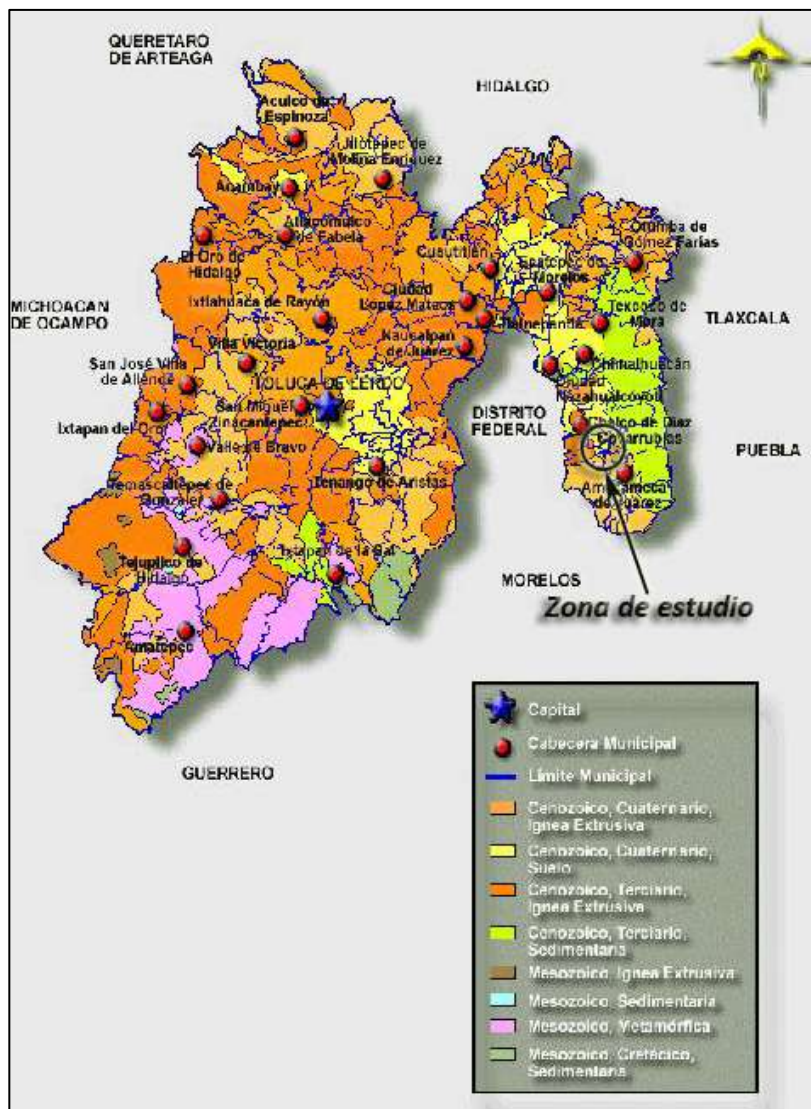 QUERETARO
DE ARTEAGA
HIDALGO
Aculco de
Espinoza
Jilotepec de
Molina Enríquez
Acambay
Atlacomulco
de Fabela
El Oro de
Hidalgo
Otumba de
Gómez Farías
Cuautitlán
Ecatepec de
Morelos
MICHOACAN
DE OCAMPO
Ixtlahuaca de Rayón
Ciudad
López Mateos
Texcoco de
Mora
TLAXCALA
Tlalnepantla
Naucalpan
de Juárez
Villa Victoria
San José Villa
de Allende
Chimalhuacán
Ciudad
Nezahualcóyotl
TOLUCA DE LERDO
San Miguel
Zinacantepec
DISTRITO
FEDERAL
Ixtapan del Oro
Chalco de Díaz
Covarrubias
Valle de Bravo
PUEBLA
Temascaltepec de
González
Tenango de Aristas
Amecameca
de Juárez
Tejupilco de
Hidalgo
Ixtapan de la Sal
MORELOS
Zona de estudio
Amatepec
GUERRERO
Capital
Cabecera Municipal
Límite Municipal
Cenozoico, Cuaternario,
Ignea Extrusiva
Cenozoico, Cuaternario,
Suelo
Cenozoico, Terciario,
Ignea Extrusiva
Cenozoico, Terciario,
Sedimentaria
Mesozoico, Ignea Extrusiva
Mesozoico, Sedimentaria
Mesozoico, Metamórfica
Mesozoico, Cretácico,
Sedimentaria